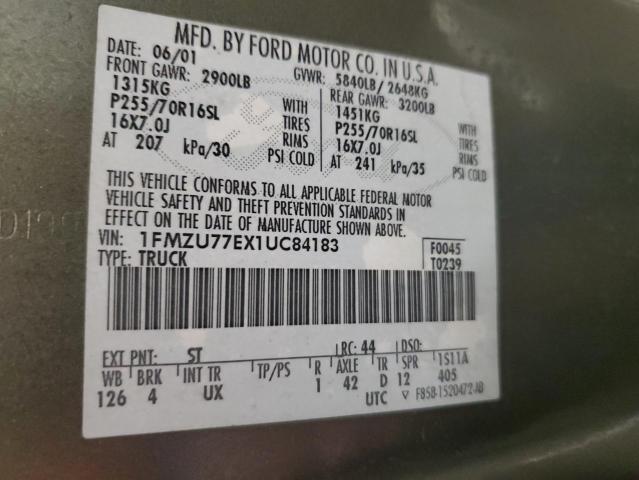 MFD. BY FORD MOTOR CO. IN U.S.A.
DATE: 06/01 GVWR: 5840LB/ 2648KG
FRONT GAWR: 2900LB REAR GAWR: 3200LB
1315KG WITH 1451KG WITH
P255/70R16SL TIRES P255/70R16SL TIRES
16X7.0J RIMS 16X7.0J RIMS
AT 207 kPa/30 PSI COLD AT 241 kPa/35 PSI COLD
THIS VEHICLE CONFORMS TO ALL APPLICABLE FEDERAL MOTOR
VEHICLE SAFETY AND THEFT PREVENTION STANDARDS IN
EFFECT ON THE DATE OF MANUFACTURE SHOWN ABOVE.
VIN: 1FMZU77EX1UC84183 F0045
TYPE: TRUCK T0239
EXT PNT: ST RC: 44 DSO:
WB BRK INT TR TP/PS R AXLE TR SPR 1S11A
126 4 UX 1 42 D 12 405
UTC F85B-1520472-AB